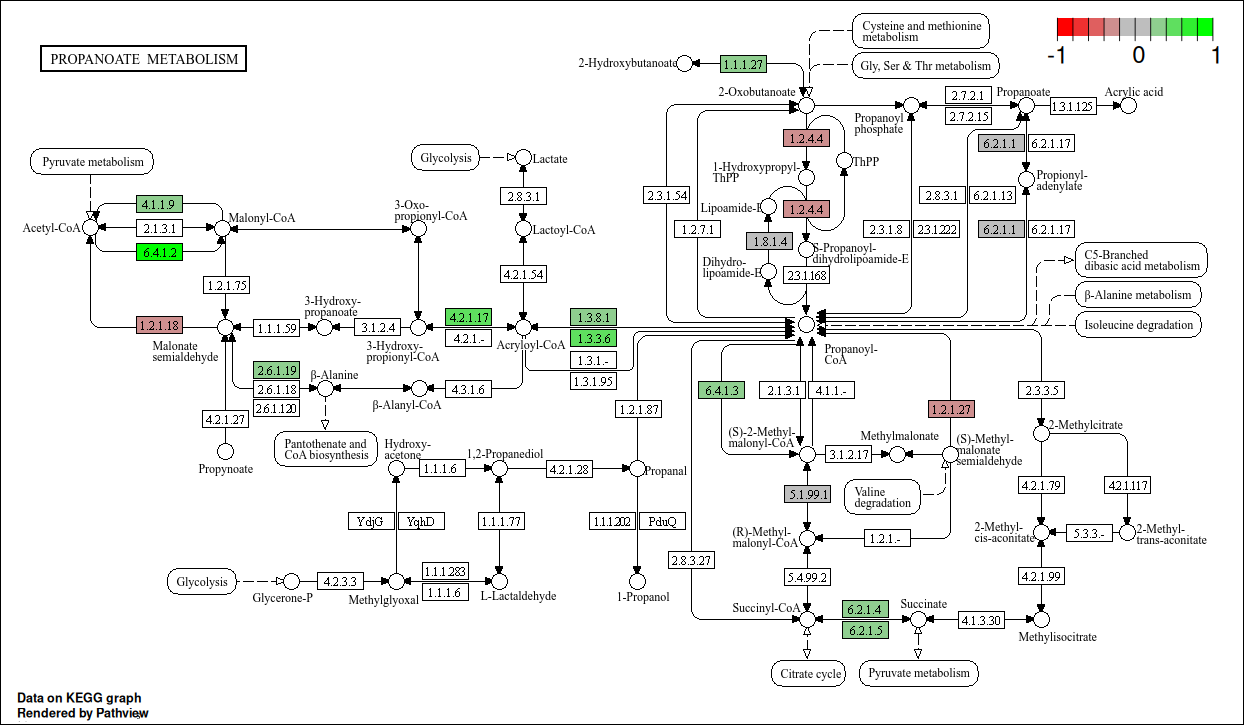 PROPANOATE METABOLISM
-1
0
1
Cysteine and methionine
metabolism
Gly, Ser & Thr metabolism
2-Hydroxybutanoate
1.1.1.27
2-Oxobutanoate
2.7.2.1
2.7.2.15
Propanoate
1.3.1.125
Acrylic acid
Propanoyl
phosphate
1.2.4.4
ThPP
1-Hydroxypropyl-
ThPP
6.2.1.1
6.2.1.17
Propionyl-
adenylate
Pyruvate metabolism
Glycolysis
Lactate
2.8.3.1
2.3.1.54
Lipoamide-E
1.2.4.4
2.8.3.1
6.2.1.13
4.1.1.9
Acetyl-CoA
2.1.3.1
Malonyl-CoA
6.4.1.2
3-Oxo-
propionyl-CoA
Lactoyl-CoA
1.2.7.1
1.8.1.4
S-Propanoyl-
dihydrolipoamide-E
2.3.1.8
2.3.1.222
6.2.1.1
6.2.1.17
Dihydro-
lipoamide-E
2.3.1.168
C5-Branched
dibasic acid metabolism
β-Alanine metabolism
Isoleucine degradation
1.2.1.75
4.2.1.54
3-Hydroxy-
propanoate
1.2.1.18
Malonate
semialdehyde
1.1.1.59
3.1.2.4
3-Hydroxy-
propionyl-CoA
4.2.1.17
4.2.1.-
Acryloyl-CoA
1.3.8.1
1.3.3.6
1.3.1.-
1.3.1.95
Propanoyl-
CoA
2.6.1.19
2.6.1.18
2.6.1.120
β-Alanine
β-Alanyl-CoA
4.3.1.6
6.4.1.3
2.1.3.1
4.1.1.-
2.3.3.5
4.2.1.27
Propynoate
Pantothenate and
CoA biosynthesis
1.2.1.87
1.2.1.27
(S)-2-Methyl-
malonyl-CoA
3.1.2.17
Methylmalonate
(S)-Methyl-
malonate
semialdehyde
2-Methylcitrate
Hydroxy-
acetone
1.1.1.6
1,2-Propanediol
4.2.1.28
Propanal
5.1.99.1
Valine
degradation
4.2.1.79
4.2.1.117
YdjG
YqhD
1.1.1.77
1.1.1.202
PduQ
(R)-Methyl-
malonyl-CoA
1.2.1.-
2-Methyl-
cis-aconitate
5.3.3.-
2-Methyl-
trans-aconitate
2.8.3.27
Glycolysis
Glycerone-P
4.2.3.3
Methylglyoxal
1.1.1.283
1.1.1.6
L-Lactaldehyde
1-Propanol
5.4.99.2
4.2.1.99
Succinyl-CoA
6.2.1.4
6.2.1.5
Succinate
4.1.3.30
Methylisocitrate
Citrate cycle
Pyruvate metabolism
Data on KEGG graph
Rendered by Pathview